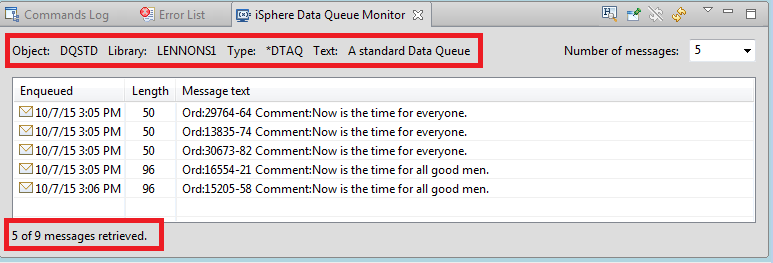 Commands Log Error List iSphere Data Queue Monitor
Object: DQSTD Library: LENNONS1 Type: *DTAQ Text: A standard Data Queue Number of messages: 5
Enqueued Length Message text
10/7/15 3:05 PM 50 Ord:29764-64 Comment:Now is the time for everyone.
10/7/15 3:05 PM 50 Ord:13835-74 Comment:Now is the time for everyone.
10/7/15 3:05 PM 50 Ord:30673-82 Comment:Now is the time for everyone.
10/7/15 3:05 PM 96 Ord:16554-21 Comment:Now is the time for all good men.
10/7/15 3:06 PM 96 Ord:15205-58 Comment:Now is the time for all good men.
5 of 9 messages retrieved.